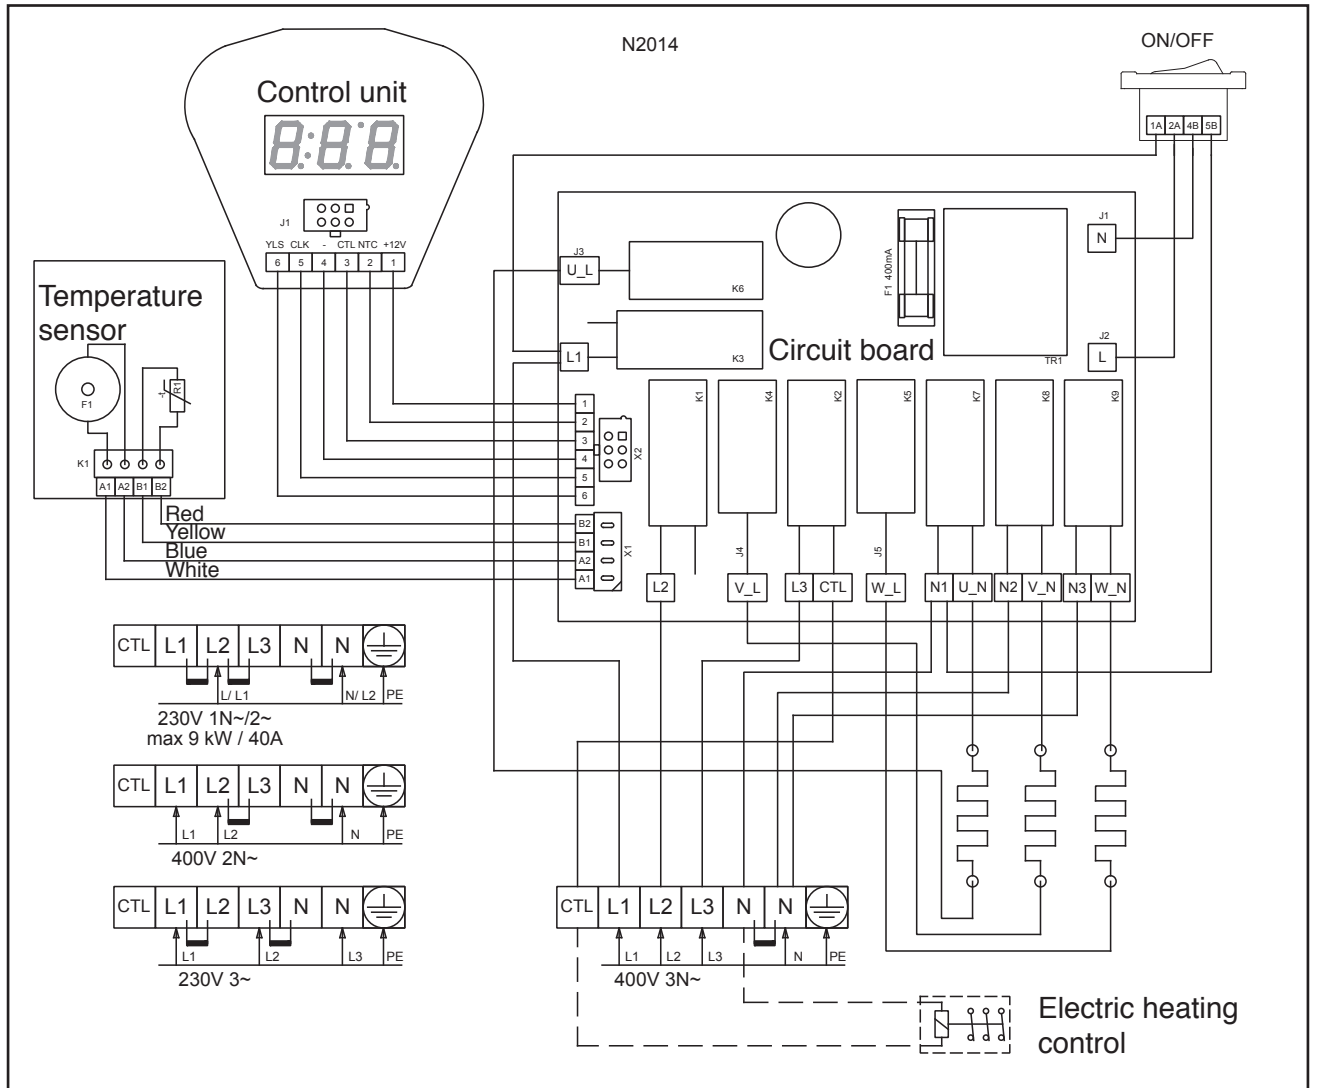 N2014
ON/OFF
Control unit
8:8.8.
1A 2A 4B 5B
J1
YLS CLK - CTL NTC +12V
6 5 4 3 2 1
J3
U_L
K6
L1
K3
F1 400mA
TR1
J1
N
J2
L
Circuit board
Temperature
sensor
F1
R1
-t
K1
A1 A2 B1 B2
Red
Yellow
Blue
White
1
2
3
4
5
6
X2
B2
B1
A2
A1
X1
K1 K4 K2 K5 K7 K8 K9
J4 J5
L2 V_L L3 CTL W_L N1 U_N N2 V_N N3 W_N
CTL L1 L2 L3 N N
L/ L1 N/ L2 PE
230V 1N~/2~
max 9 kW / 40A
CTL L1 L2 L3 N N
L1 L2 N PE
400V 2N~
CTL L1 L2 L3 N N
L1 L2 L3 PE
230V 3~
CTL L1 L2 L3 N N
L1 L2 L3 N PE
400V 3N~
Electric heating
control